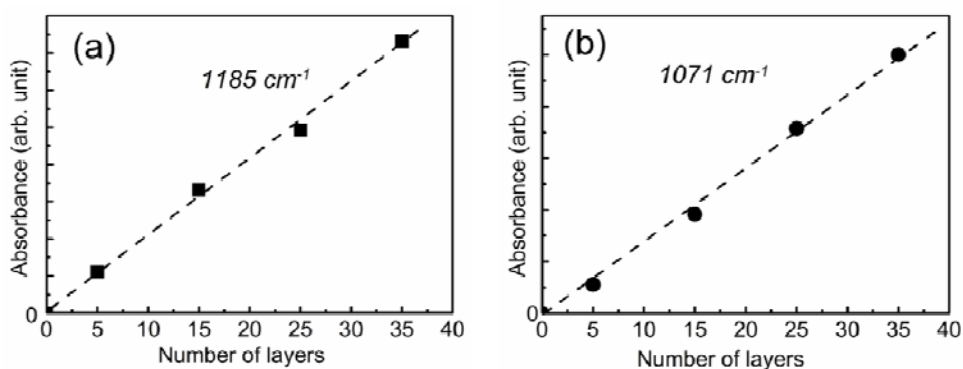 (a)
1185 cm⁻¹
Absorbance (arb. unit)
0
0 5 10 15 20 25 30 35 40
Number of layers
(b)
1071 cm⁻¹
Absorbance (arb. unit)
0
0 5 15 15 20 25 30 35 40
Number of layers